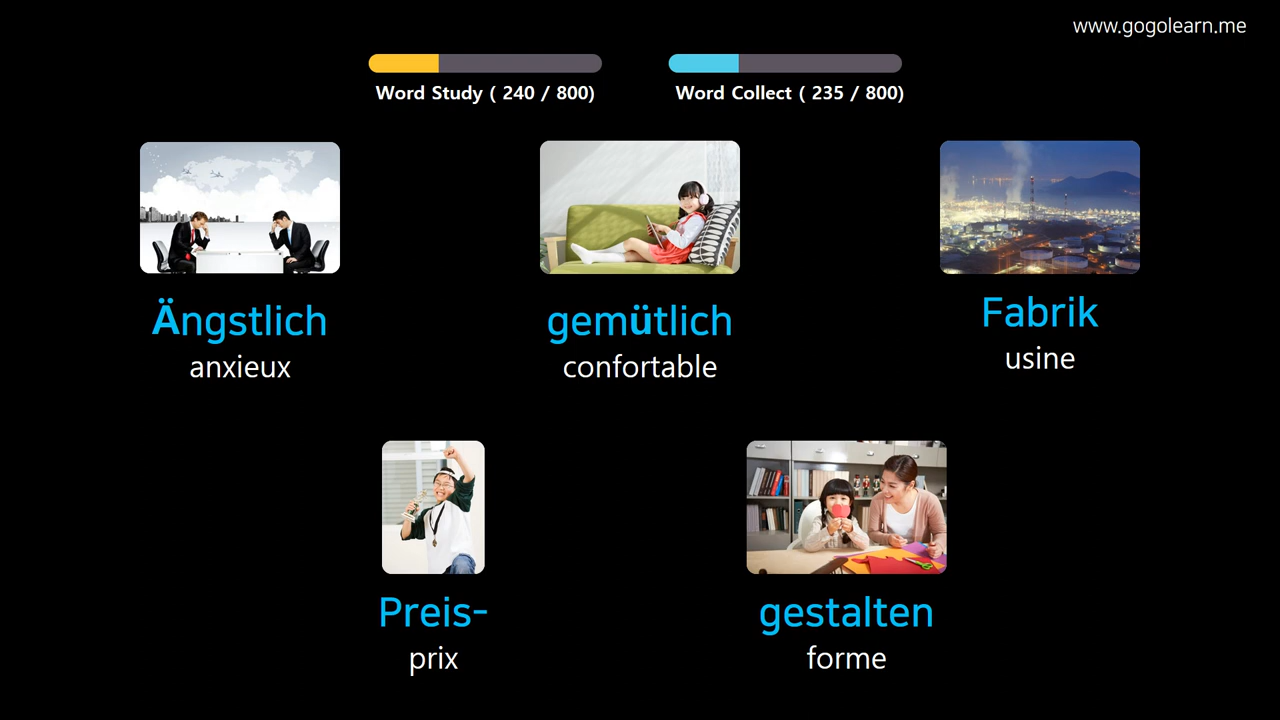 www.gogolearn.me
Word Study ( 240 / 800)
Word Collect ( 235 / 800)
Ängstlich
anxieux
gemütlich
confortable
Fabrik
usine
Preis-
prix
gestalten
forme